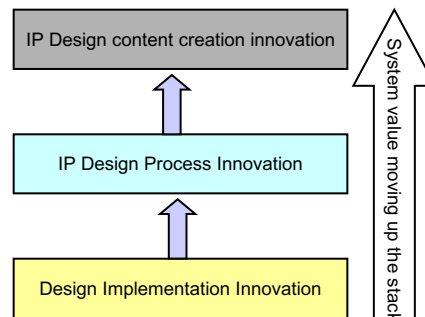 IP Design content creation innovation
IP Design Process Innovation
Design Implementation Innovation
System value moving up the stack